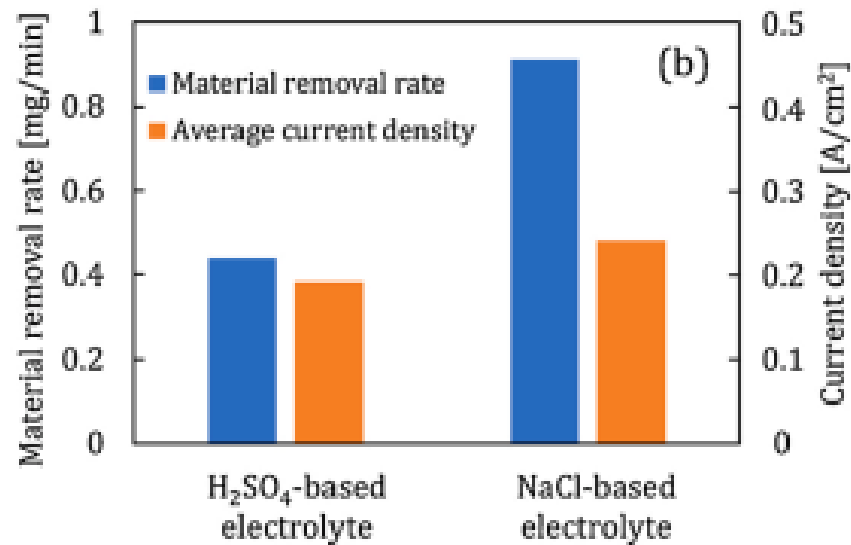 Material removal rate [mg/min]
1
0.8
0.6
0.4
0.2
0
Material removal rate
Average current density
(b)
0.5
0.4
0.3
0.2
0.1
0
Current density [A/cm²]
H₂SO₄-based
electrolyte
NaCl-based
electrolyte